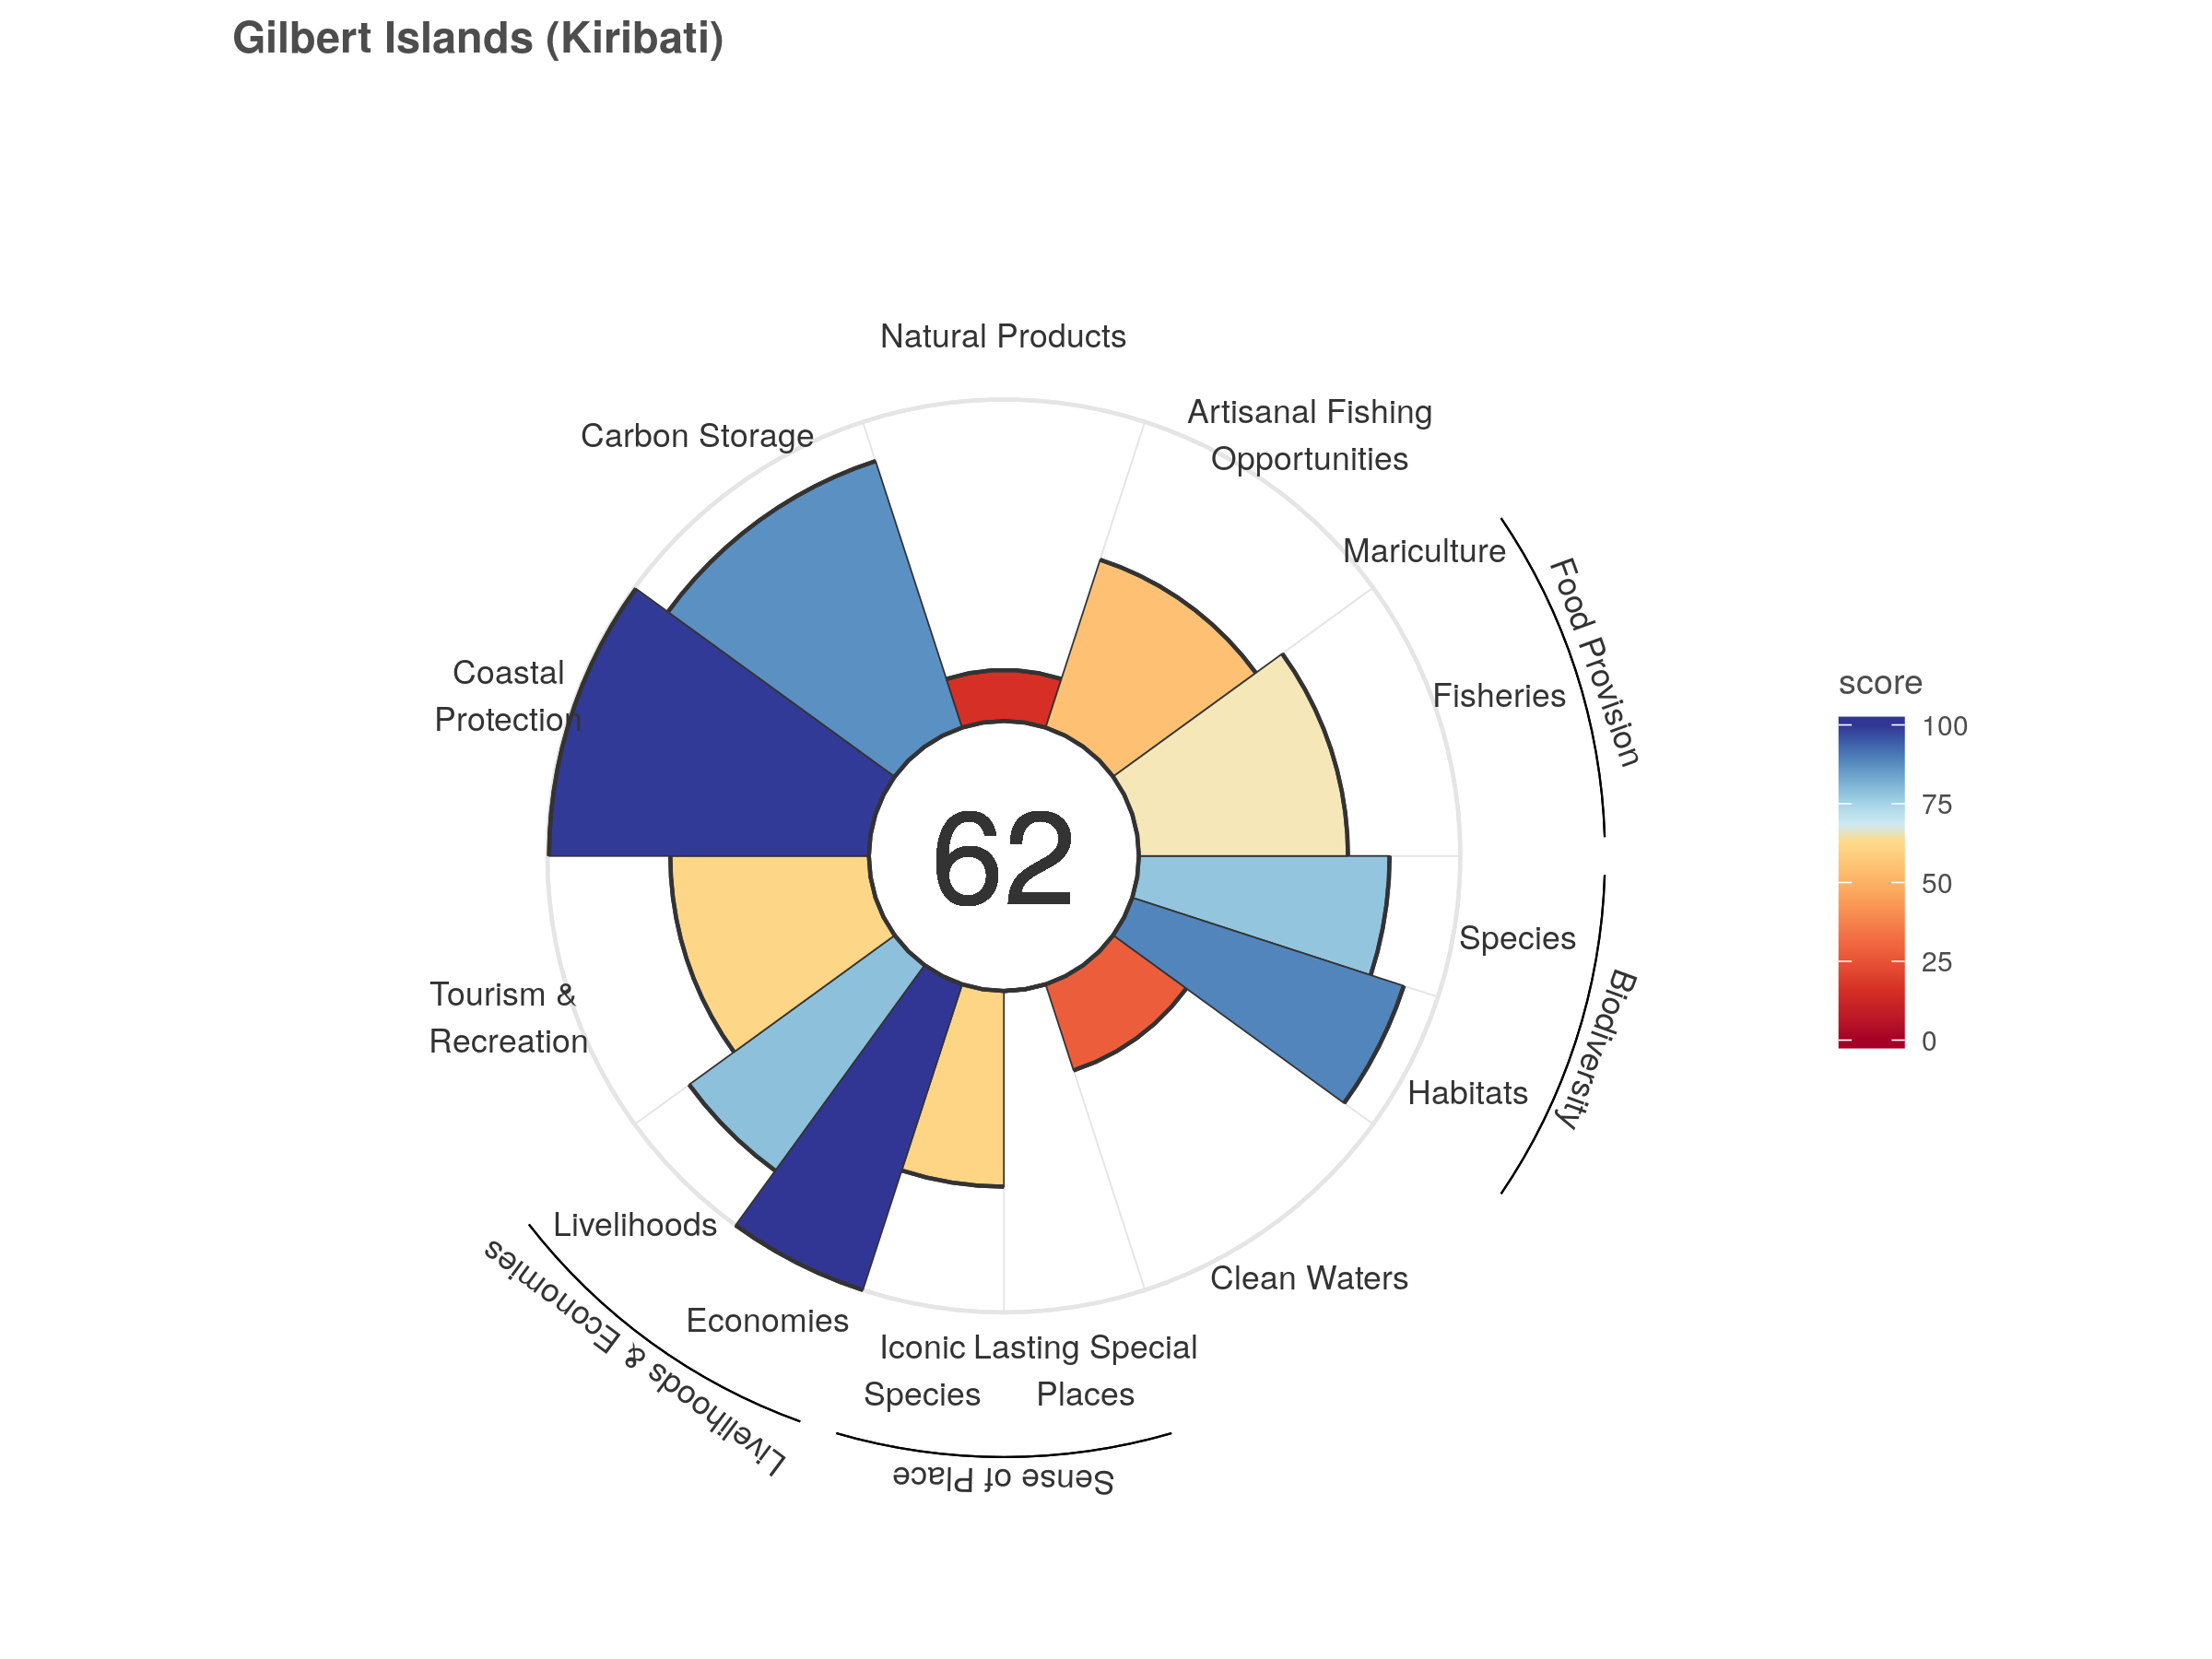 Gilbert Islands (Kiribati)
Natural Products
Artisanal Fishing
Opportunities
Carbon Storage
Mariculture
Food Provision
Fisheries
Coastal
Protection
score
100
75
50
25
0
62
Species
Biodiversity
Tourism &
Recreation
Habitats
Livelihoods
Livelihoods & Economies
Clean Waters
Economies
Iconic
Species
Lasting Special
Places
Sense of Place